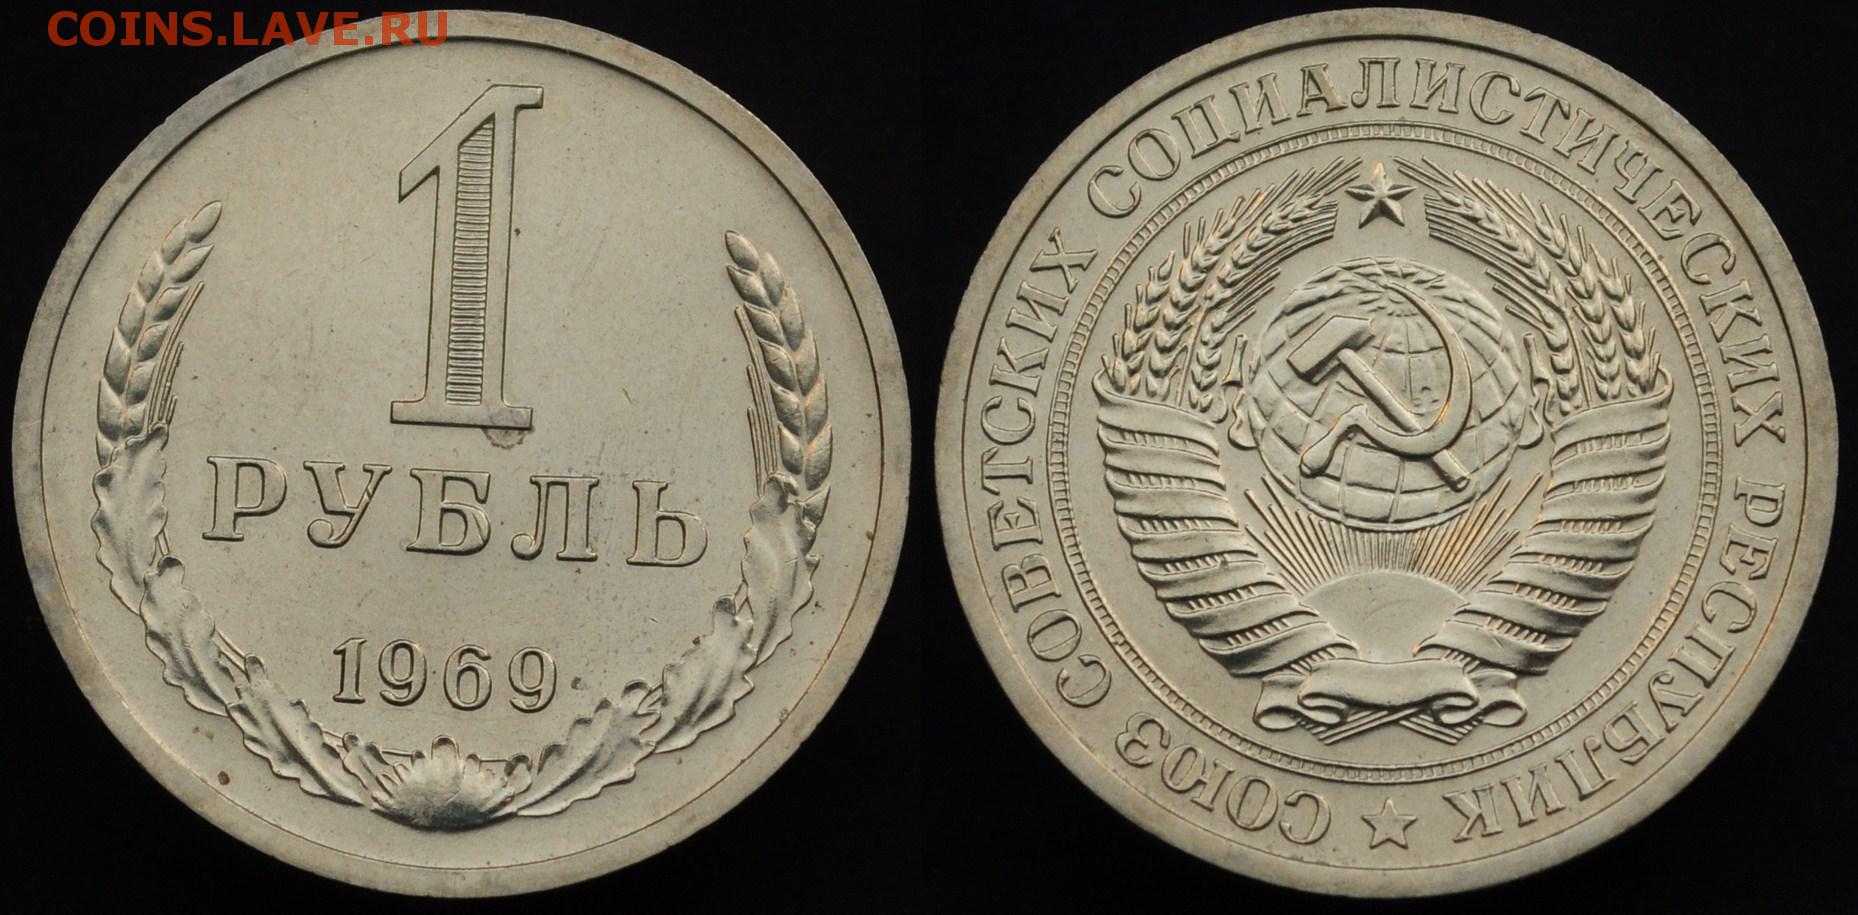 COINS.LAVE.RU
1
РУБЛЬ
1969
СОЮЗ СОВЕТСКИХ СОЦИАЛИСТИЧЕСКИХ РЕСПУБЛИК